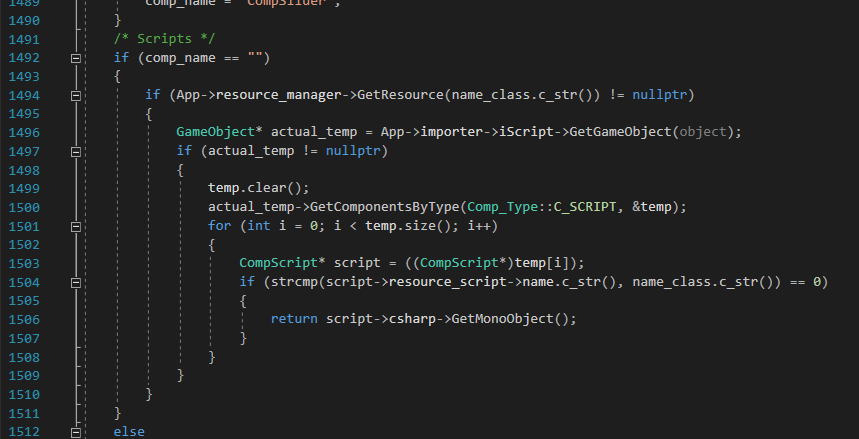 1489 comp_name = "CompSlider";
1490 }
1491 /* Scripts */
1492 if (comp_name == "")
1493 {
1494 if (App->resource_manager->GetResource(name_class.c_str()) != nullptr)
1495 {
1496 GameObject* actual_temp = App->importer->iScript->GetGameObject(object);
1497 if (actual_temp != nullptr)
1498 {
1499 temp.clear();
1500 actual_temp->GetComponentsByType(Comp_Type::C_SCRIPT, &temp);
1501 for (int i = 0; i < temp.size(); i++)
1502 {
1503 CompScript* script = ((CompScript*)temp[i]);
1504 if (strcmp(script->resource_script->name.c_str(), name_class.c_str()) == 0)
1505 {
1506 return script->csharp->GetMonoObject();
1507 }
1508 }
1509 }
1510 }
1511 }
1512 else